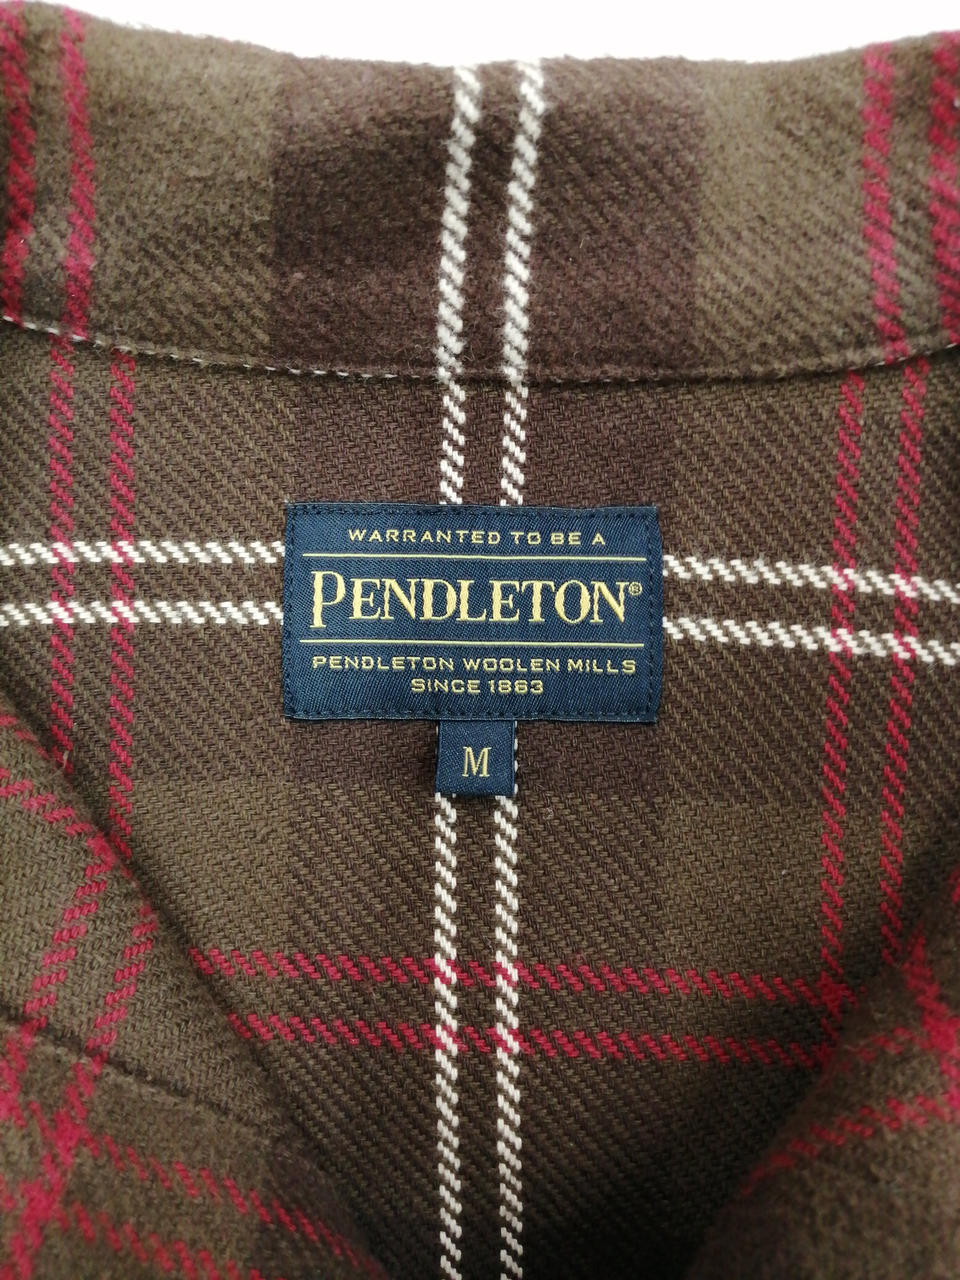 WARRANTED TO BE A
PENDLETON®
PENDLETON WOOLEN MILLS
SINCE 1863
M